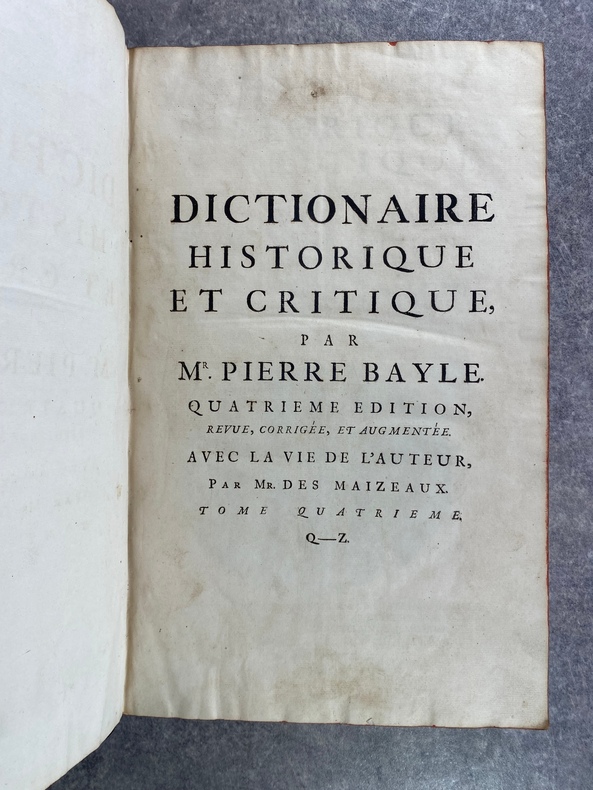 DICTIONAIRE
HISTORIQUE
ET CRITIQUE,
PAR
MR. PIERRE BAYLE.
QUATRIEME EDITION,
REVUE, CORRIGÉE, ET AUGMENTÉE.
AVEC LA VIE DE L'AUTEUR,
PAR MR. DES MAIZEAUX.
TOME QUATRIEME.
Q—Z.